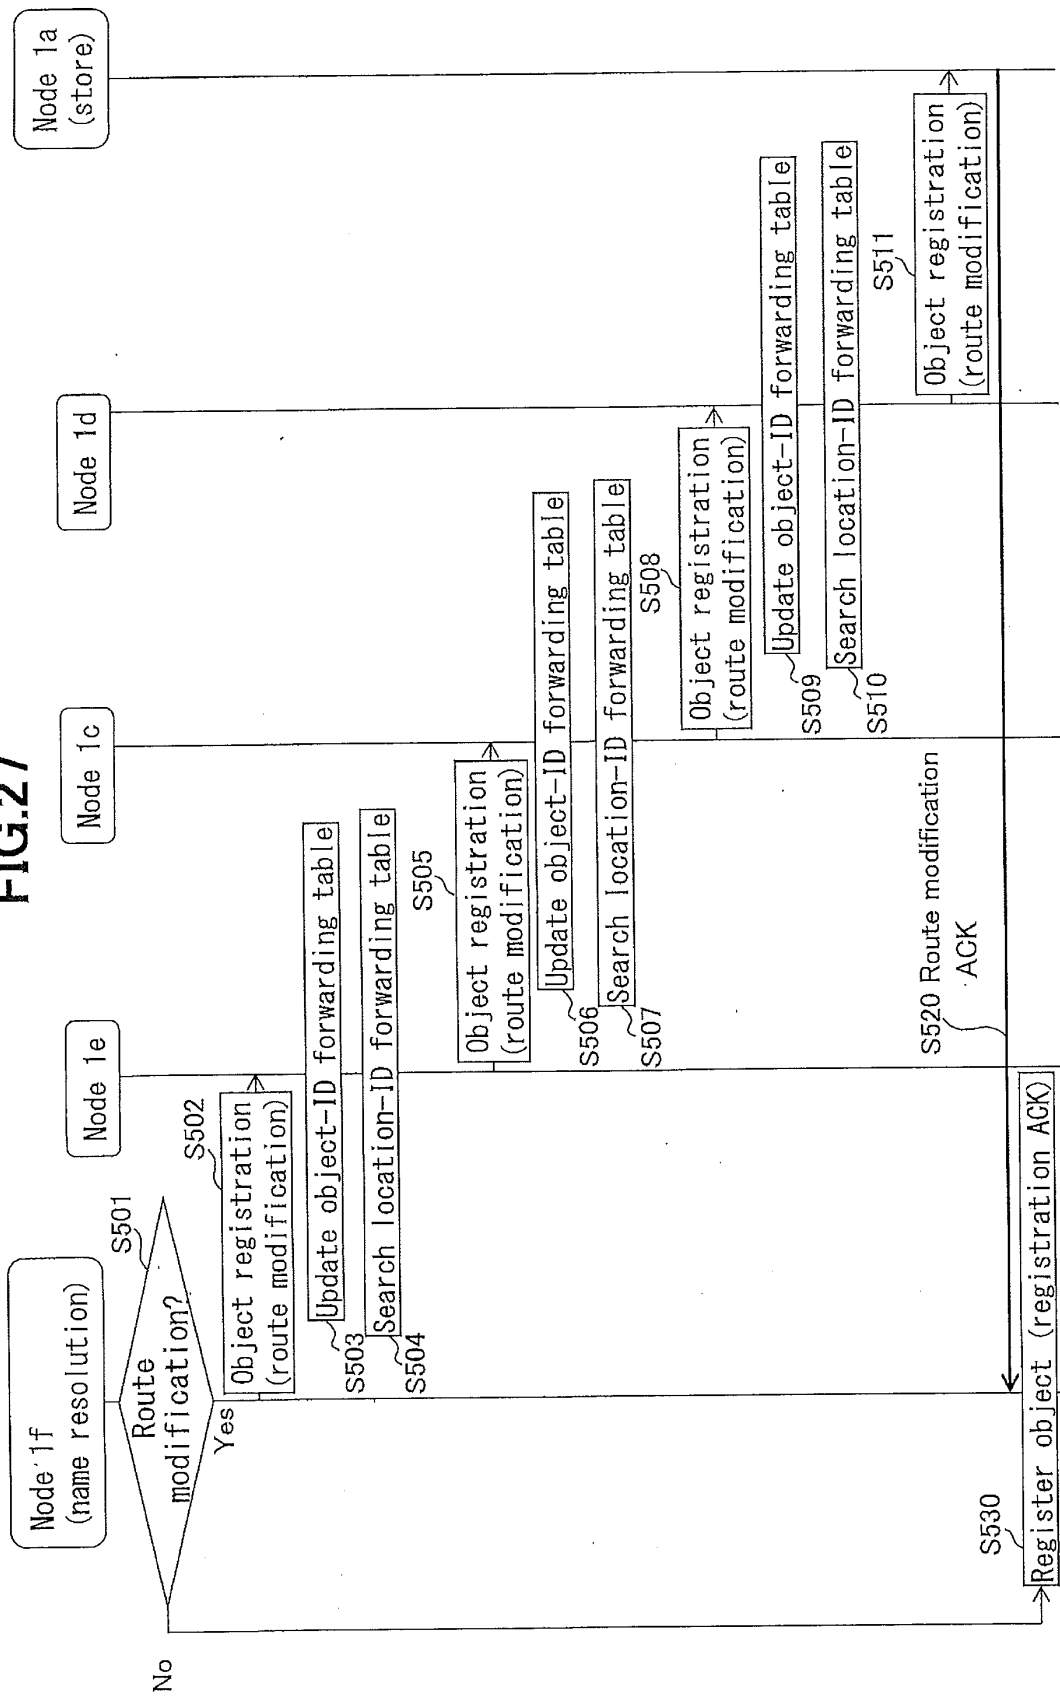 FIG.27
Node 1f
(name resolution)
Node 1e
Node 1c
Node 1d
Node 1a
(store)
S501
Route
modification?
No
Yes
S502
Object registration
(route modification)
S503
Update object-ID forwarding table
S504
Search location-ID forwarding table
S505
Object registration
(route modification)
S506
Update object-ID forwarding table
S507
Search location-ID forwarding table
S508
Object registration
(route modification)
S509
Update object-ID forwarding table
S510
Search location-ID forwarding table
S511
Object registration
(route modification)
S520 Route modification
ACK
S530
Register object (registration ACK)